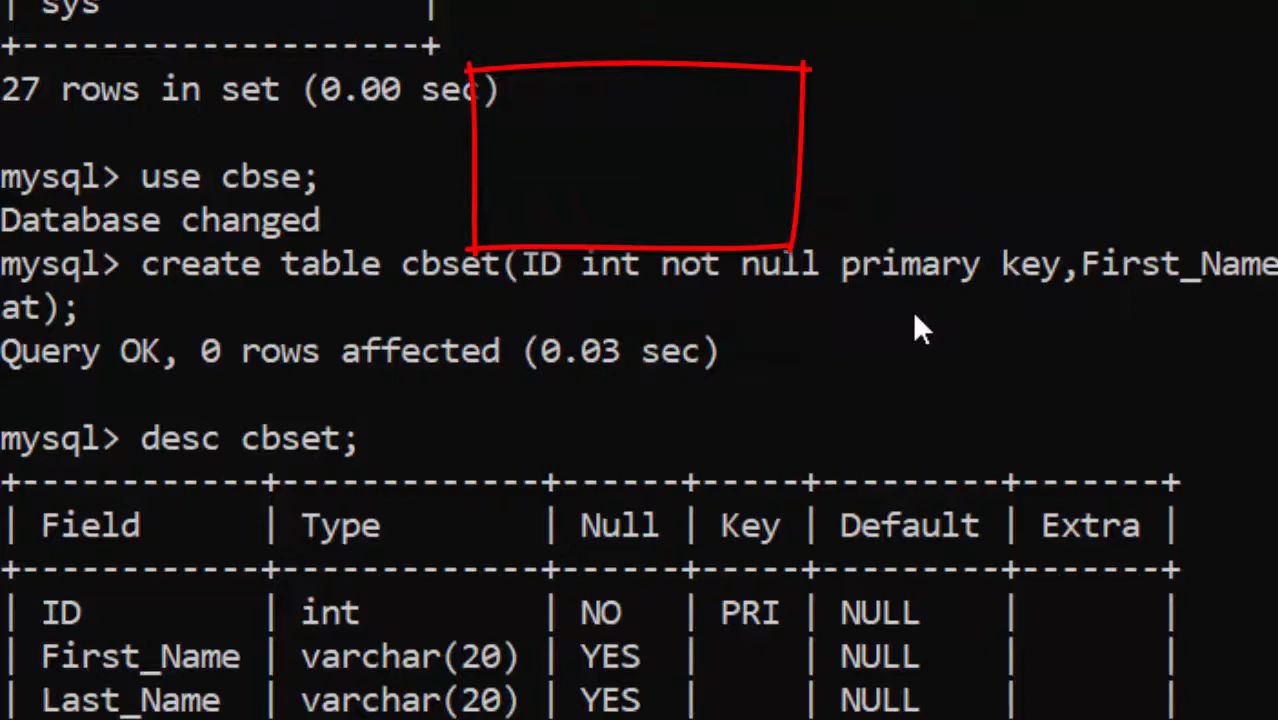 | sys |
+--------------------+
27 rows in set (0.00 sec)
mysql> use cbse;
Database changed
mysql> create table cbset(ID int not null primary key,First_Name
at);
Query OK, 0 rows affected (0.03 sec)
mysql> desc cbset;
+------------+-------------+------+-----+---------+-------+
| Field | Type | Null | Key | Default | Extra |
+------------+-------------+------+-----+---------+-------+
| ID | int | NO | PRI | NULL | |
| First_Name | varchar(20) | YES | | NULL | |
| Last_Name | varchar(20) | YES | | NULL | |